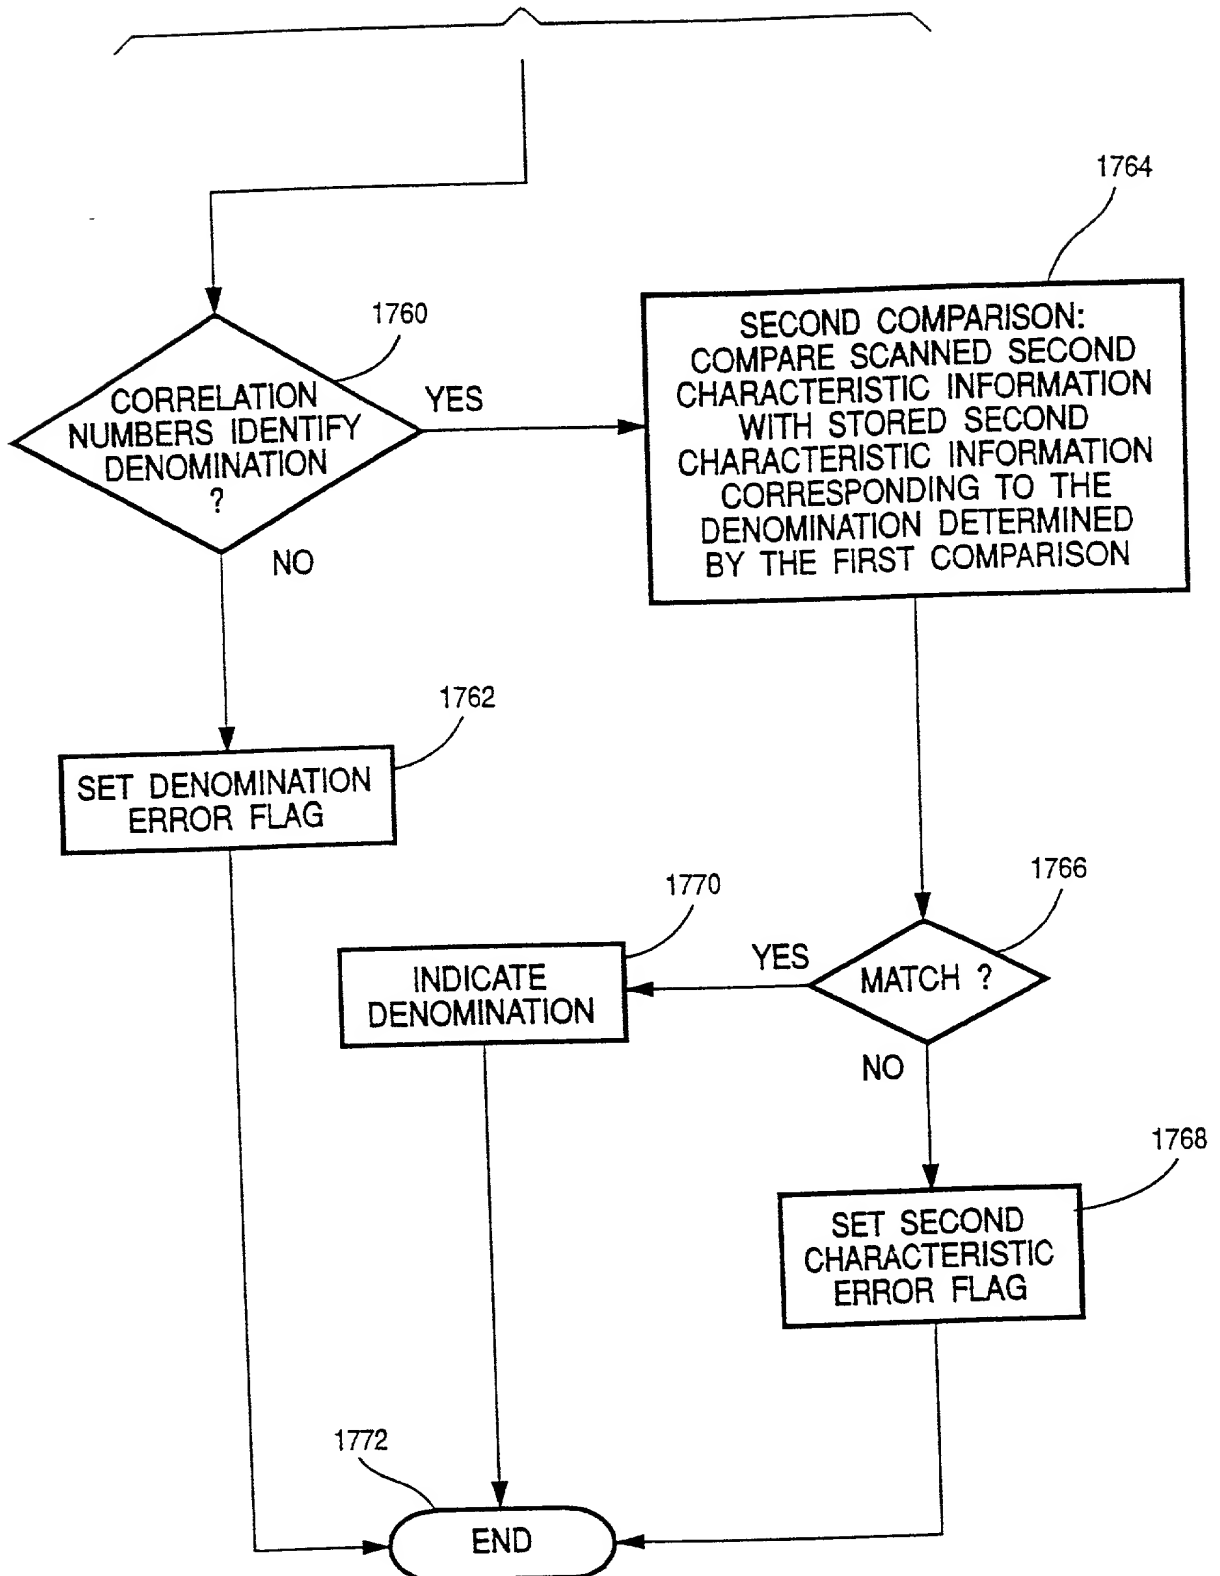 1764
SECOND COMPARISON:
COMPARE SCANNED SECOND
CHARACTERISTIC INFORMATION
WITH STORED SECOND
CHARACTERISTIC INFORMATION
CORRESPONDING TO THE
DENOMINATION DETERMINED
BY THE FIRST COMPARISON
1760
CORRELATION
NUMBERS IDENTIFY
DENOMINATION
?
YES
NO
1762
SET DENOMINATION
ERROR FLAG
1766
MATCH ?
YES
NO
1770
INDICATE
DENOMINATION
1768
SET SECOND
CHARACTERISTIC
ERROR FLAG
1772
END